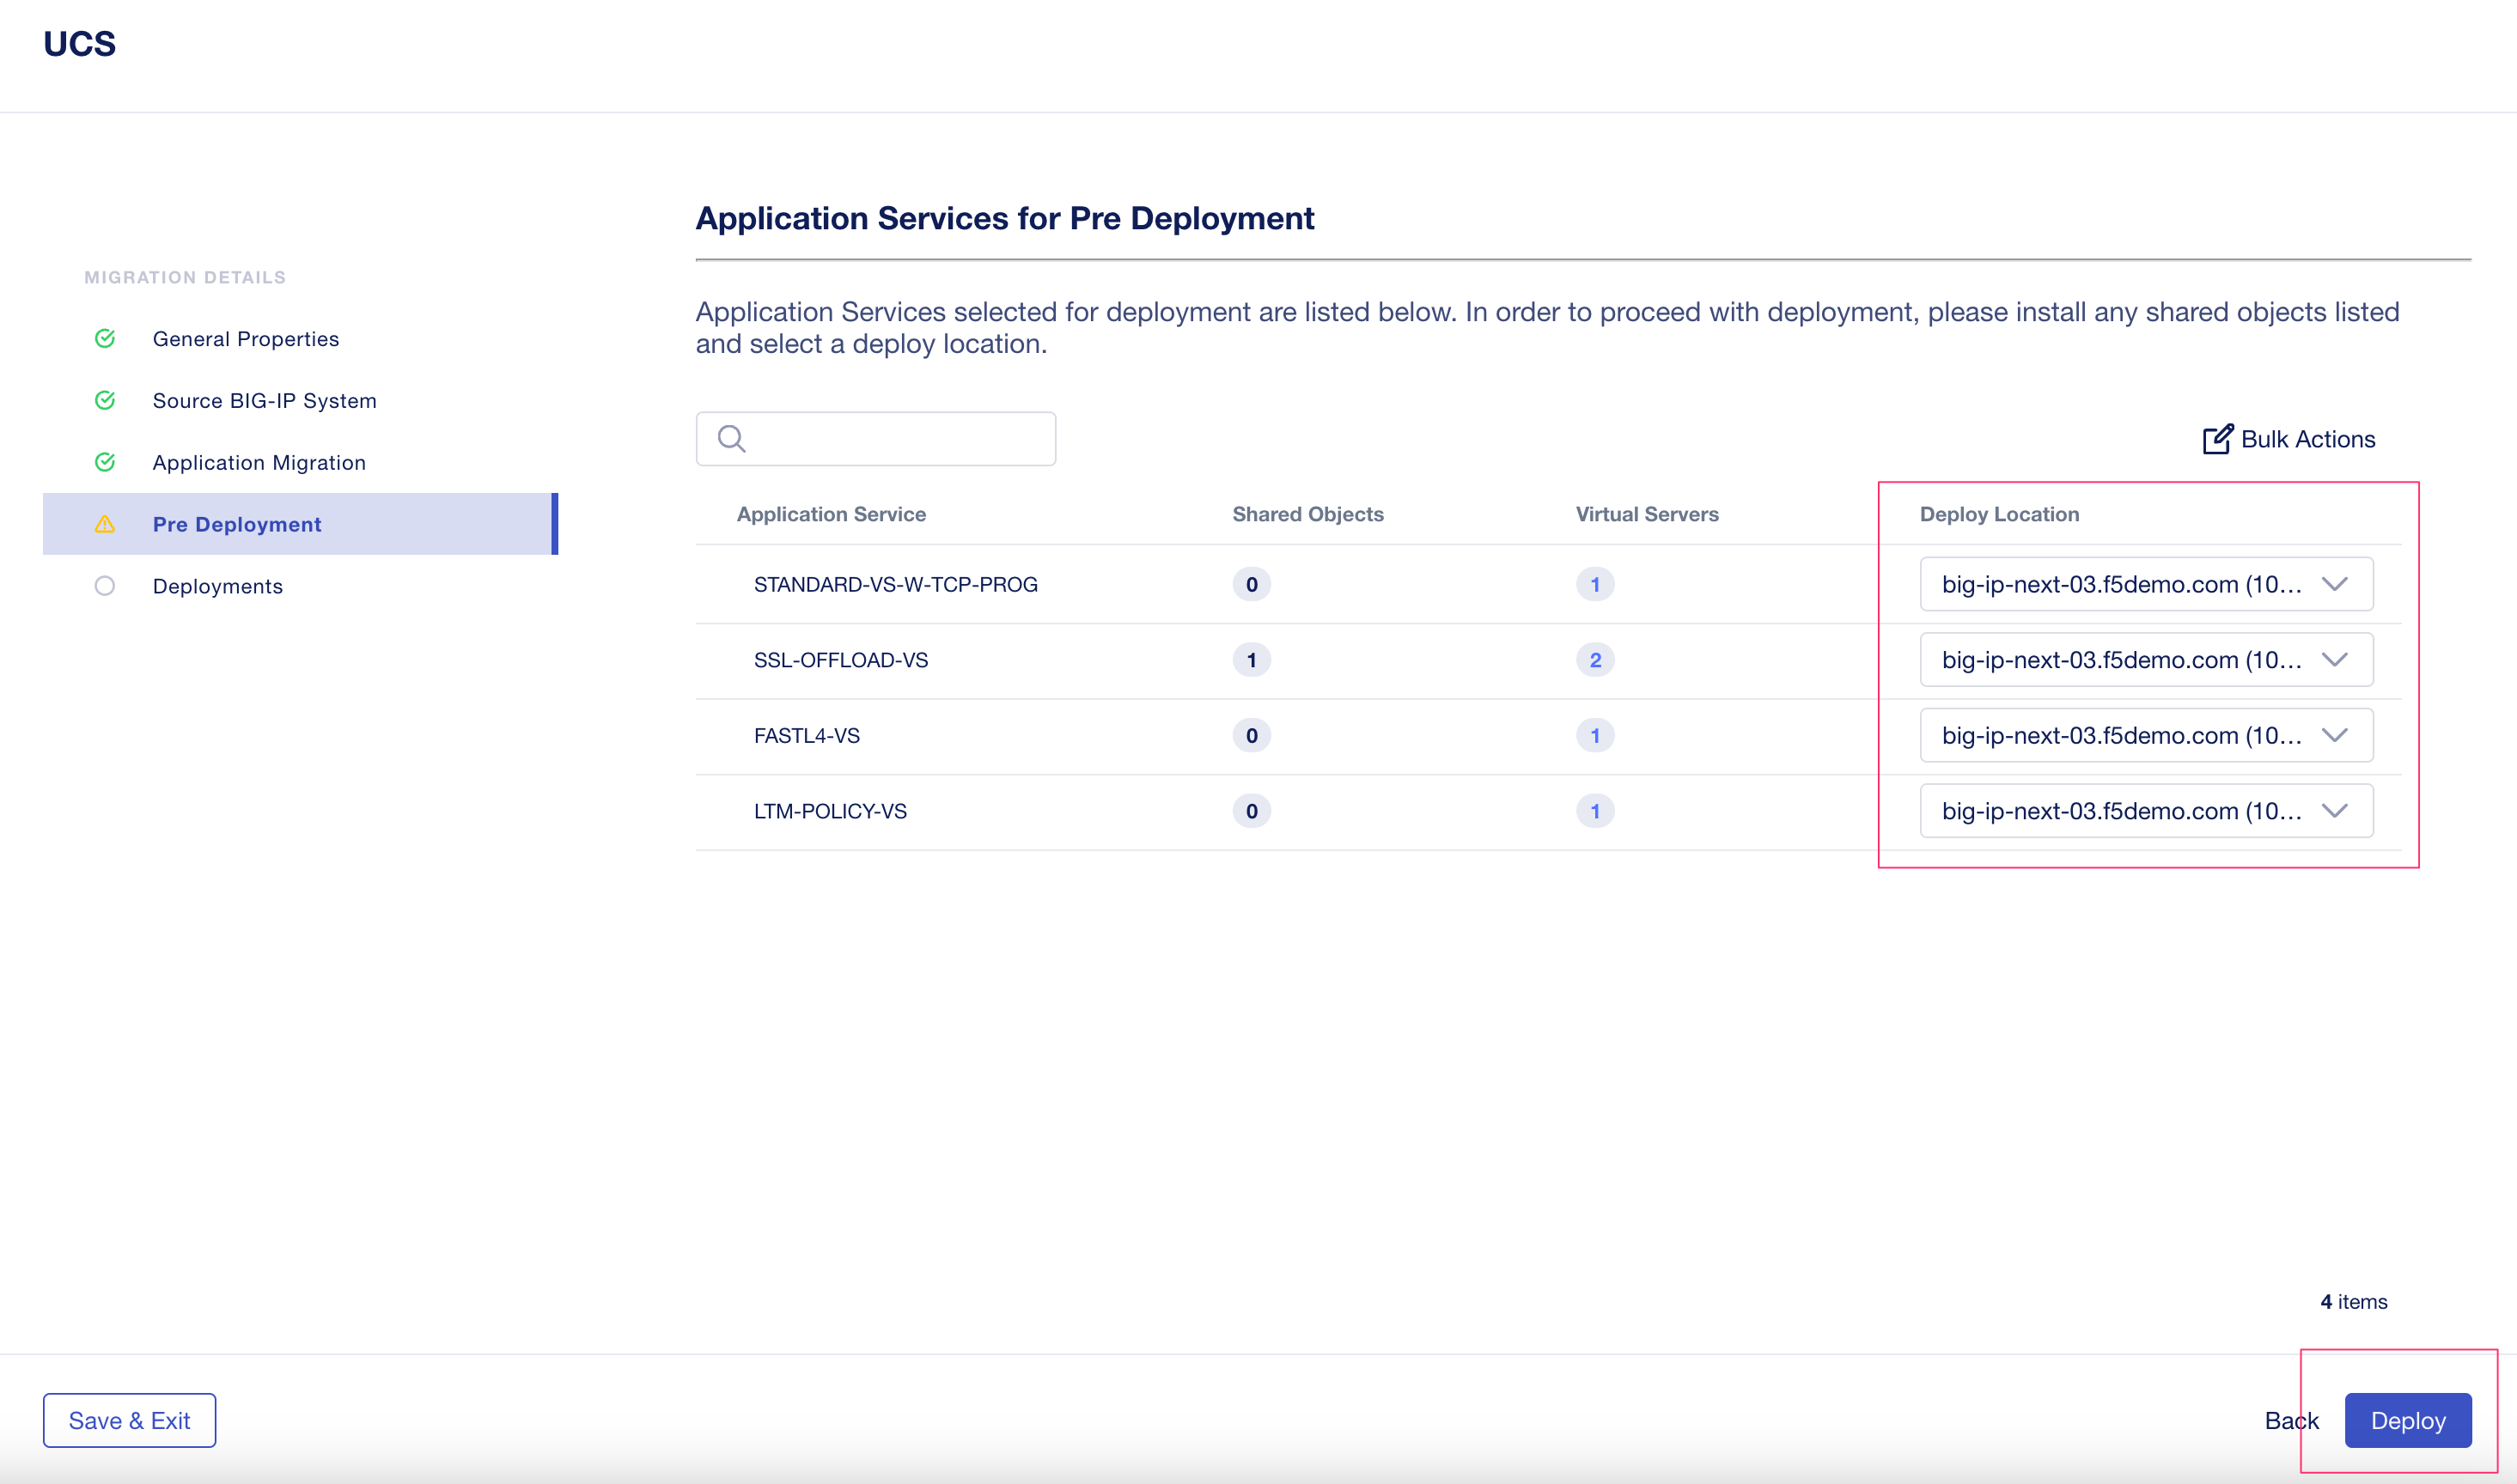 UCS
MIGRATION DETAILS
General Properties
Source BIG-IP System
Application Migration
Pre Deployment
Deployments
Application Services for Pre Deployment
Application Services selected for deployment are listed below. In order to proceed with deployment, please install any shared objects listed
and select a deploy location.
Bulk Actions
Application Service Shared Objects Virtual Servers Deploy Location
STANDARD-VS-W-TCP-PROG 0 1 big-ip-next-03.f5demo.com (10...
SSL-OFFLOAD-VS 1 2 big-ip-next-03.f5demo.com (10...
FASTL4-VS 0 1 big-ip-next-03.f5demo.com (10...
LTM-POLICY-VS 0 1 big-ip-next-03.f5demo.com (10...
4 items
Save & Exit Back Deploy